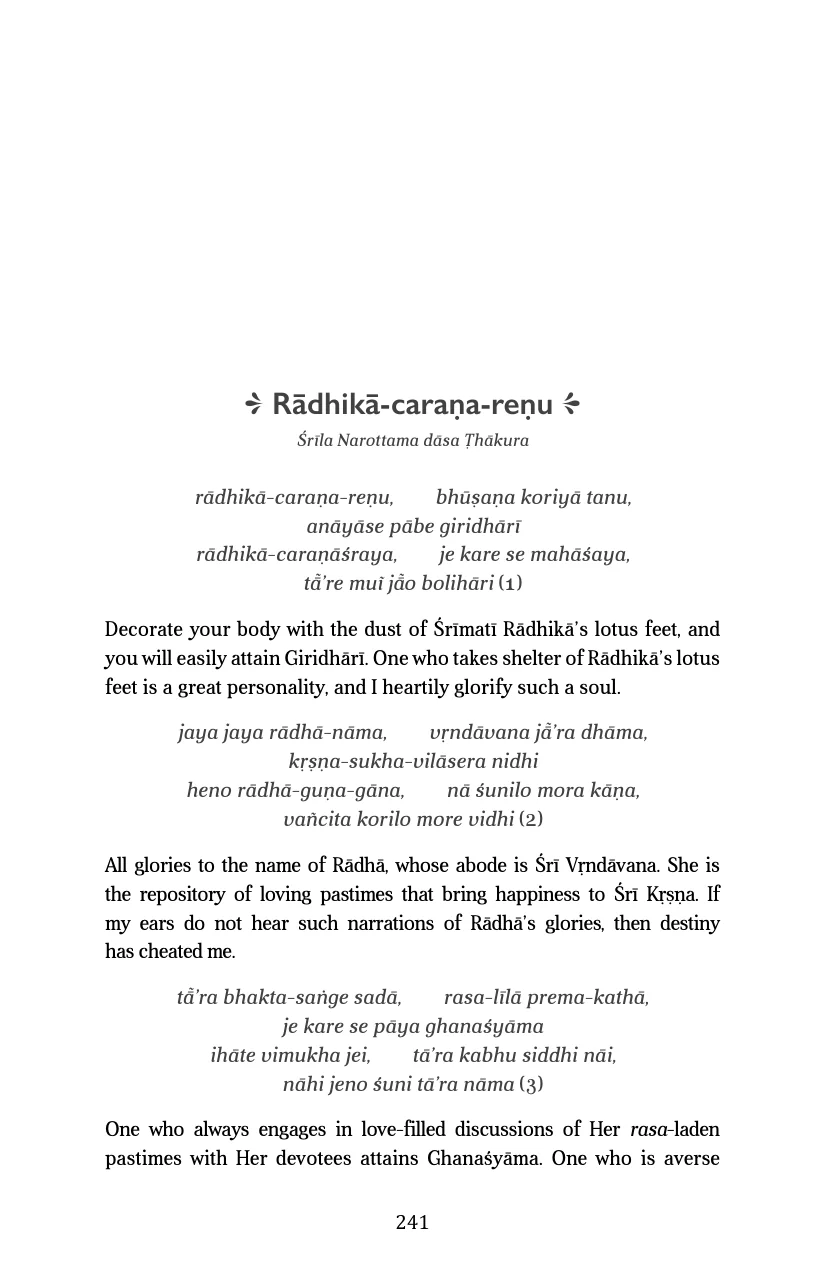 Rādhikā-caraṇa-reṇu
Śrīla Narottama dāsa Ṭhākura
rādhikā-caraṇa-reṇu, bhūṣaṇa koriyā tanu,
anāyāse pābe giridhārī
rādhikā-caraṇāśraya, je kare se mahāśaya,
tā̐'re muĩ jāo̐ bolihāri (1)
Decorate your body with the dust of Śrīmatī Rādhikā's lotus feet, and
you will easily attain Giridhārī. One who takes shelter of Rādhikā's lotus
feet is a great personality, and I heartily glorify such a soul.
jaya jaya rādhā-nāma, vṛndāvana jā̐'ra dhāma,
kṛṣṇa-sukha-vilāsera nidhi
heno rādhā-guṇa-gāna, nā śunilo mora kāṇa,
vañcita korilo more vidhi (2)
All glories to the name of Rādhā, whose abode is Śrī Vṛndāvana. She is
the repository of loving pastimes that bring happiness to Śrī Kṛṣṇa. If
my ears do not hear such narrations of Rādhā's glories, then destiny
has cheated me.
tā̐'ra bhakta-saṅge sadā, rasa-līlā prema-kathā,
je kare se pāya ghanaśyāma
ihāte vimukha jei, tā'ra kabhu siddhi nāi,
nāhi jeno śuni tā'ra nāma (3)
One who always engages in love-filled discussions of Her rasa-laden
pastimes with Her devotees attains Ghanaśyāma. One who is averse
241